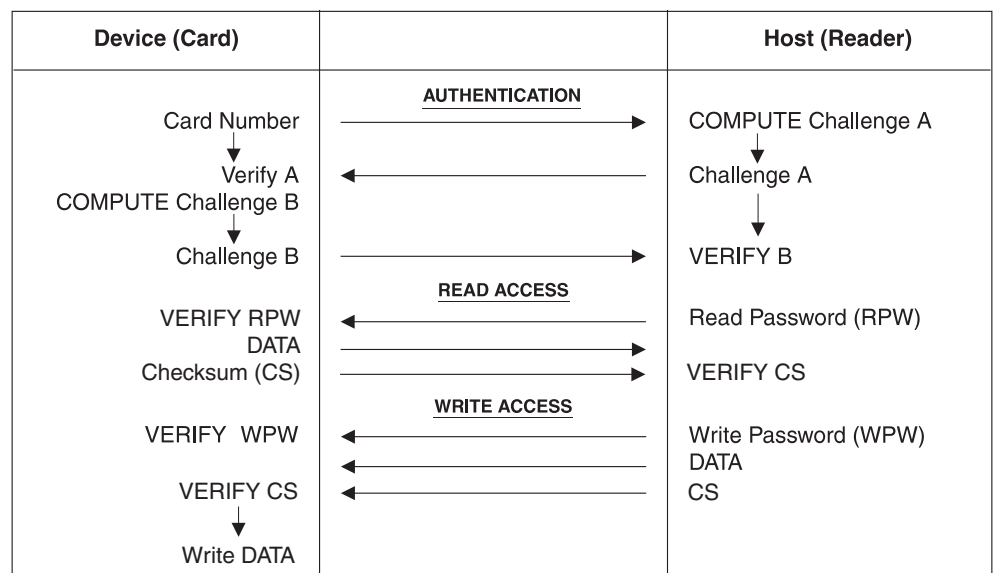 Device (Card) Host (Reader)
AUTHENTICATION
Card Number COMPUTE Challenge A
Verify A Challenge A
COMPUTE Challenge B
Challenge B VERIFY B
READ ACCESS
VERIFY RPW Read Password (RPW)
DATA
Checksum (CS) VERIFY CS
WRITE ACCESS
VERIFY WPW Write Password (WPW)
DATA
VERIFY CS CS
Write DATA